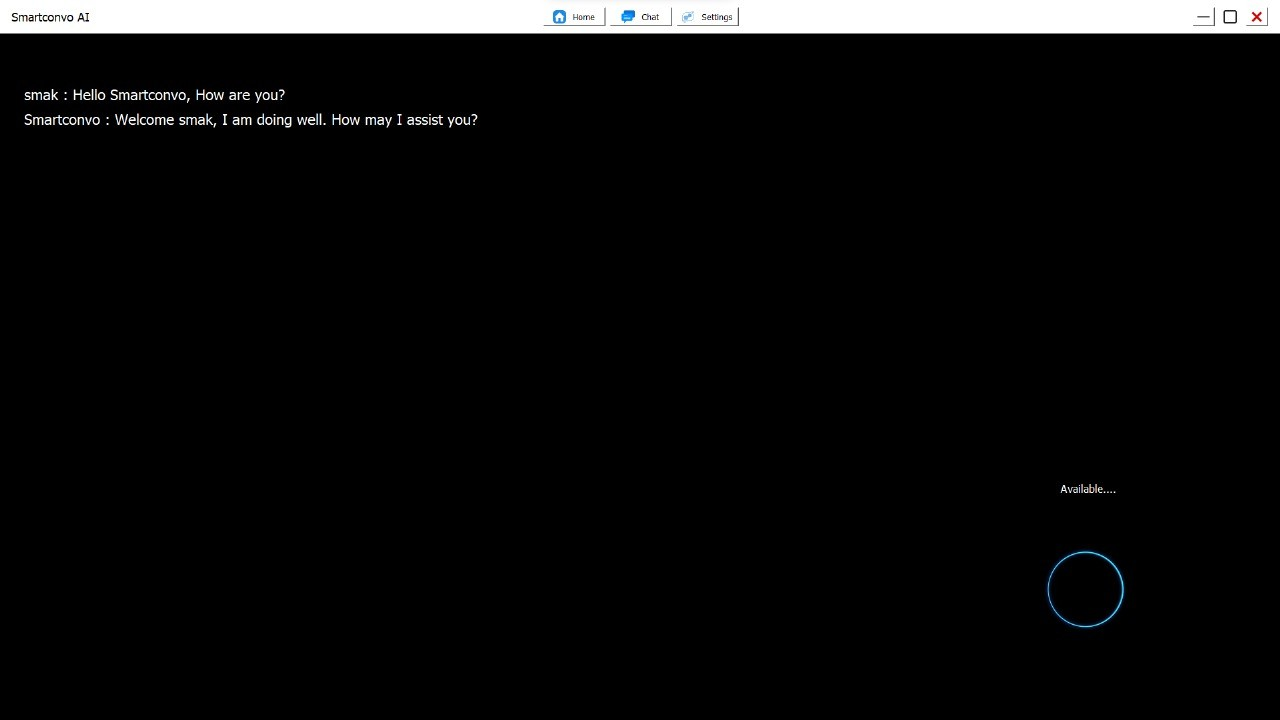 Smartconvo AI
Home
Chat
Settings
smak : Hello Smartconvo, How are you?
Smartconvo : Welcome smak, I am doing well. How may I assist you?
Available....